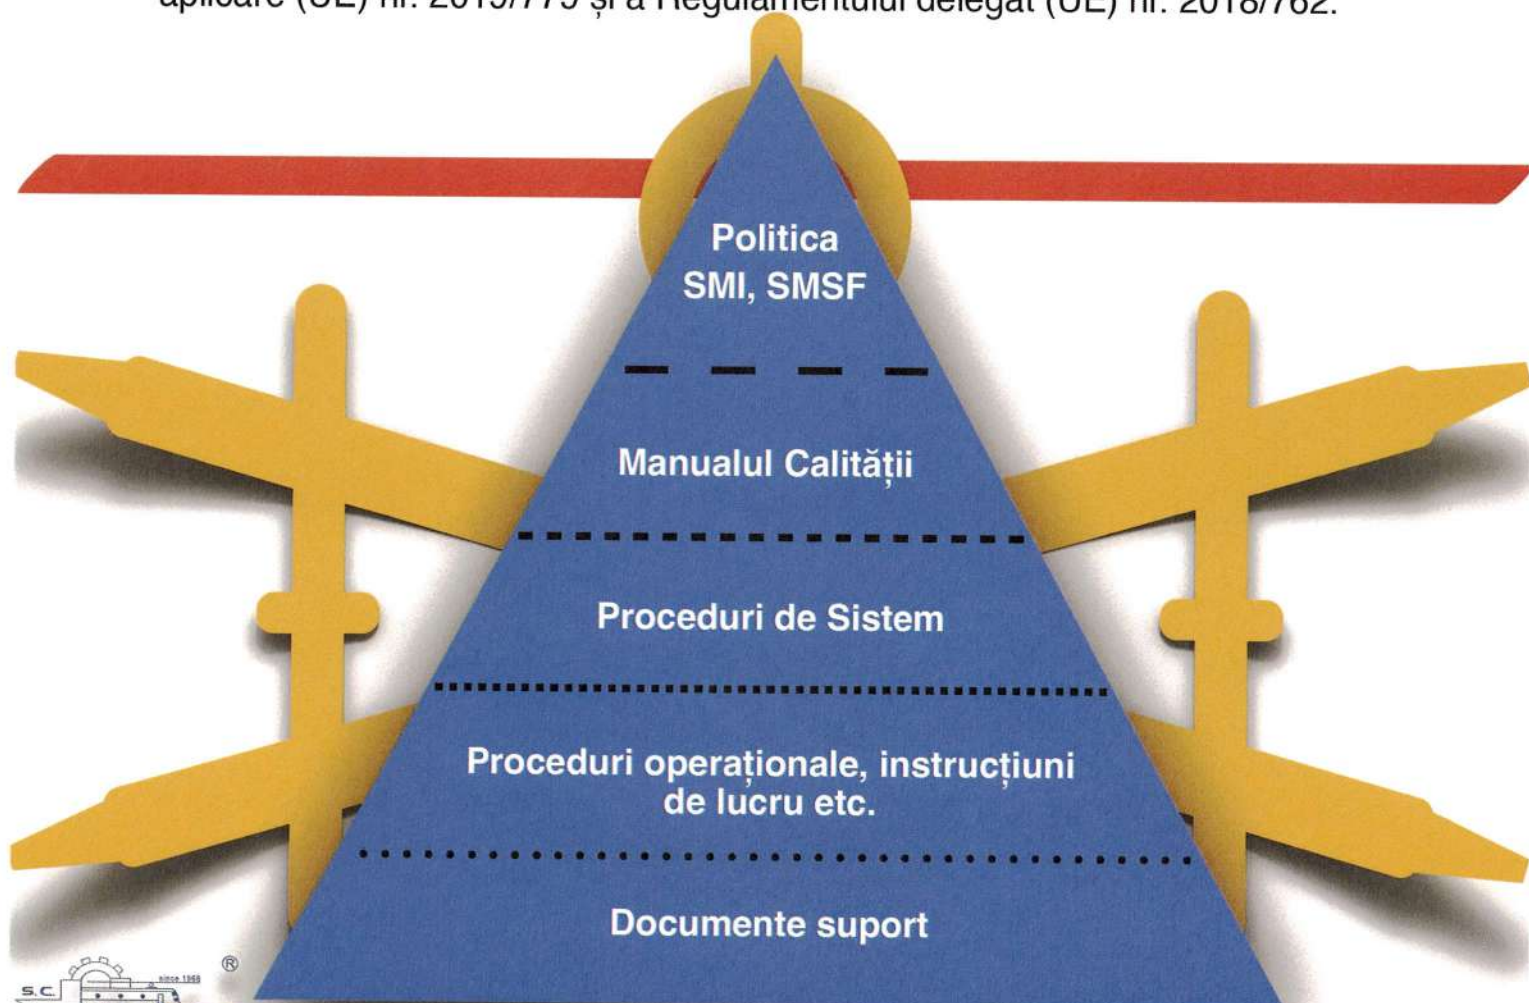 aplicare (UE) nr. 2019/779 și a Regulamentului delegat (UE) nr. 2018/762.
Politica
SMI, SMSF
Manualul Calității
Proceduri de Sistem
Proceduri operaționale, instrucțiuni
de lucru etc.
Documente suport
®
since 1968
S.C.